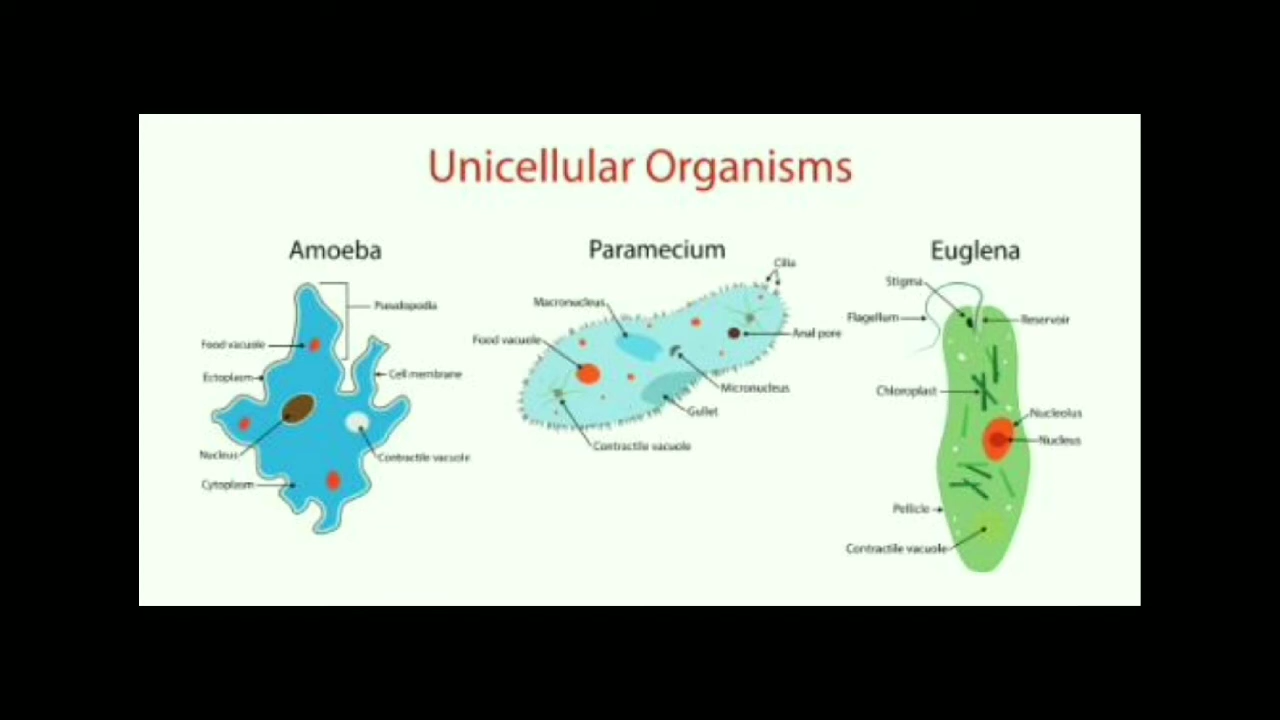 Unicellular Organisms
Amoeba
Pseudopodia
Food vacuole
Ectoplasm
Cell membrane
Nucleus
Contractile vacuole
Cytoplasm
Paramecium
Cilia
Macronucleus
Food vacuole
Anal pore
Micronucleus
Gullet
Contractile vacuole
Euglena
Stigma
Flagellum
Reservoir
Chloroplast
Nucleolus
Nucleus
Pellicle
Contractile vacuole